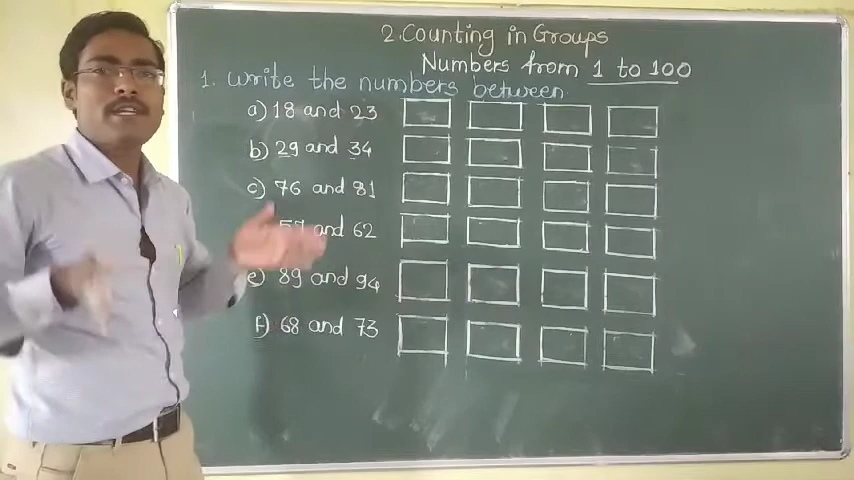 2. Counting in Groups
Numbers from 1 to 100
1. write the numbers between
a) 18 and 23
b) 29 and 34
c) 76 and 81
57 and 62
e) 89 and 94
f) 68 and 73